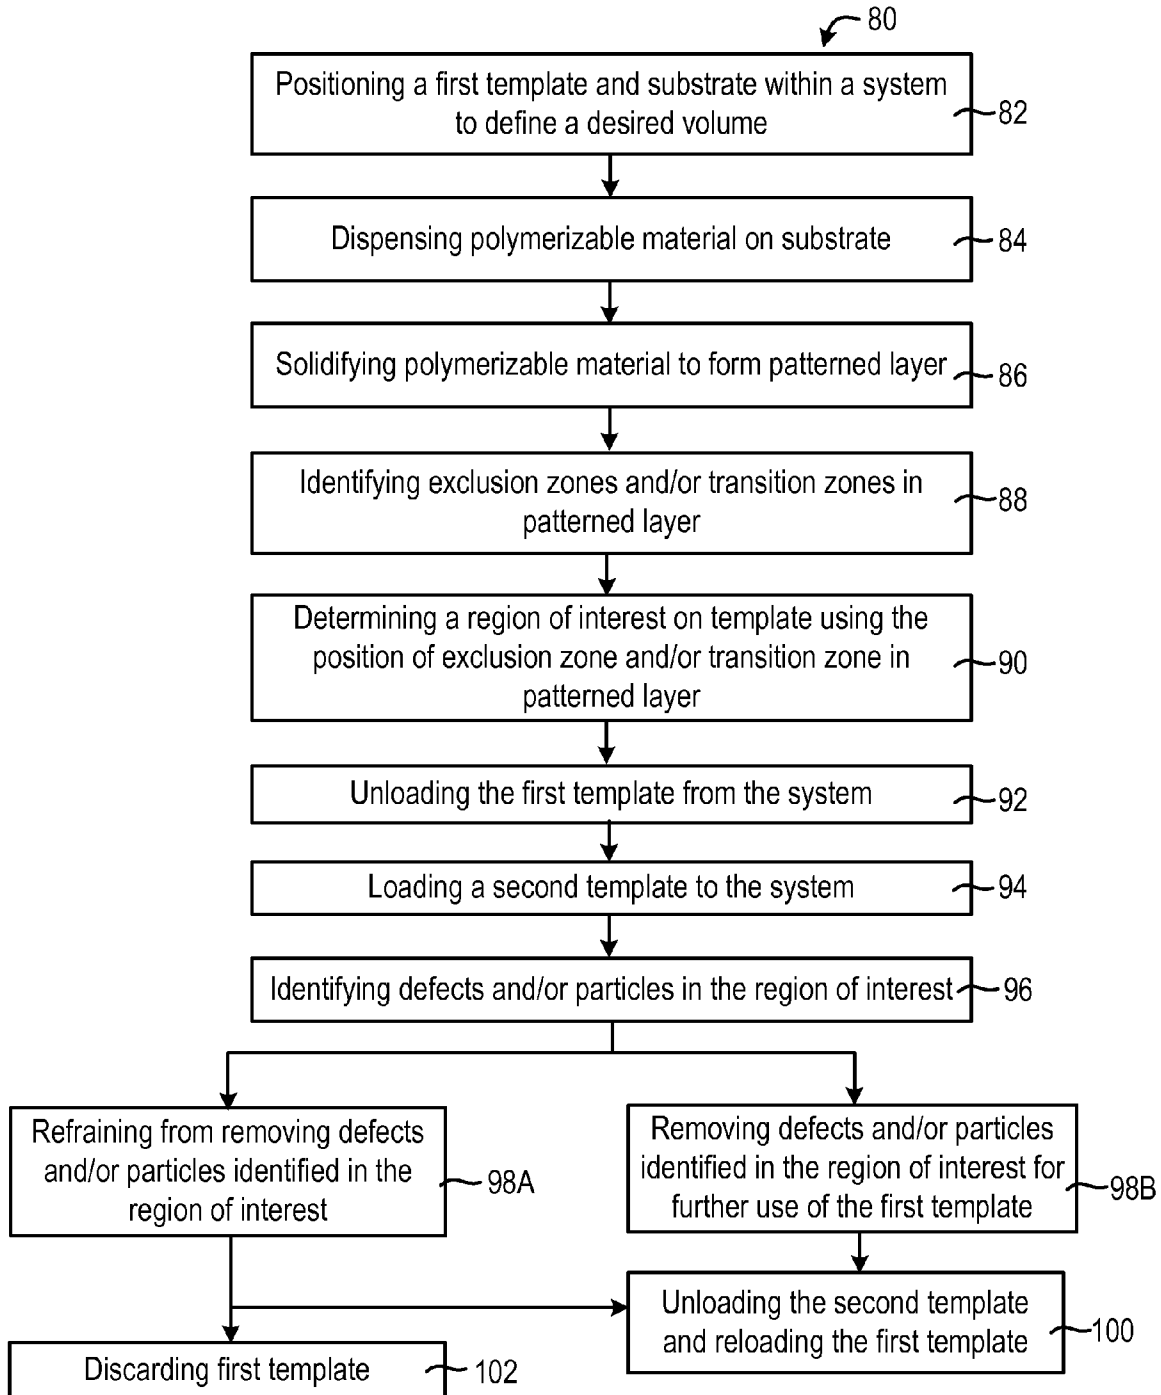 80
Positioning a first template and substrate within a system
to define a desired volume
82
Dispensing polymerizable material on substrate
84
Solidifying polymerizable material to form patterned layer
86
Identifying exclusion zones and/or transition zones in
patterned layer
88
Determining a region of interest on template using the
position of exclusion zone and/or transition zone in
patterned layer
90
Unloading the first template from the system
92
Loading a second template to the system
94
Identifying defects and/or particles in the region of interest
96
Refraining from removing defects
and/or particles identified in the
region of interest
98A
Removing defects and/or particles
identified in the region of interest for
further use of the first template
98B
Unloading the second template
and reloading the first template
100
Discarding first template
102